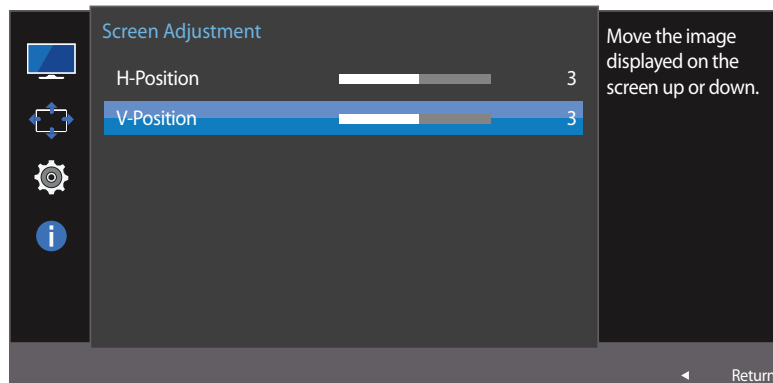 Screen Adjustment
H-Position 3
V-Position 3
Move the image
displayed on the
screen up or down.
Return